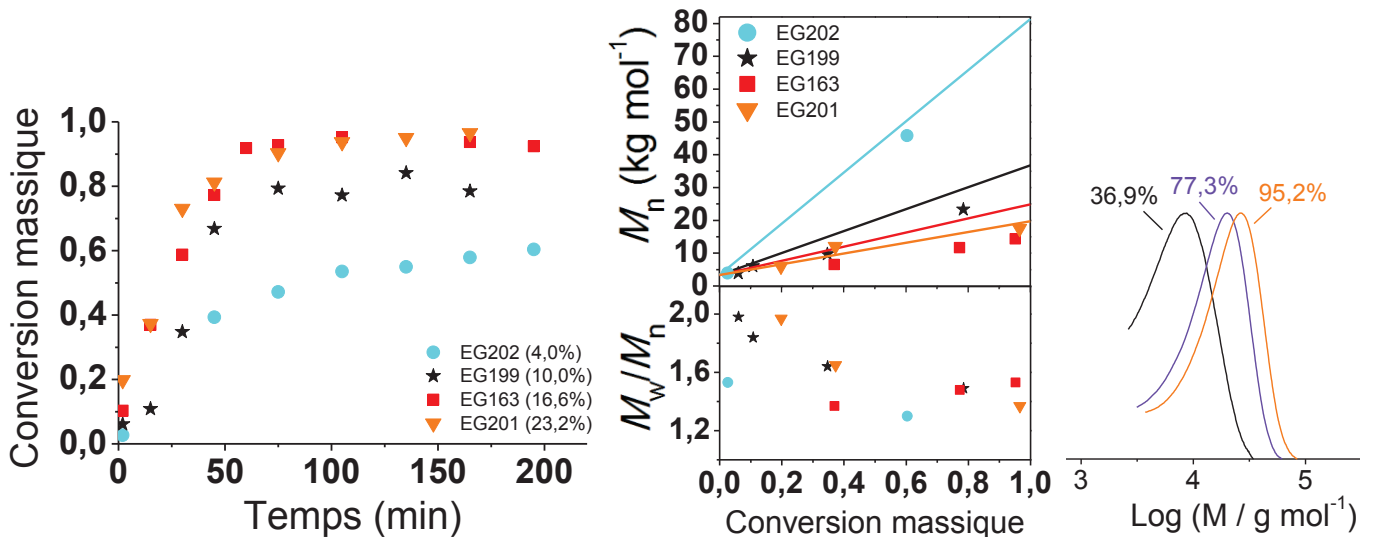 Conversion massique
1,0
0,8
0,6
0,4
0,2
0,0
0 50 100 150 200
Temps (min)
EG202 (4,0%)
EG199 (10,0%)
EG163 (16,6%)
EG201 (23,2%)
Mn (kg mol-1)
80
70
60
50
40
30
20
10
0
EG202
EG199
EG163
EG201
Mw/Mn
2,0
1,6
1,2
0,0 0,2 0,4 0,6 0,8 1,0
Conversion massique
36,9% 77,3% 95,2%
3 4 5
Log (M / g mol-1)